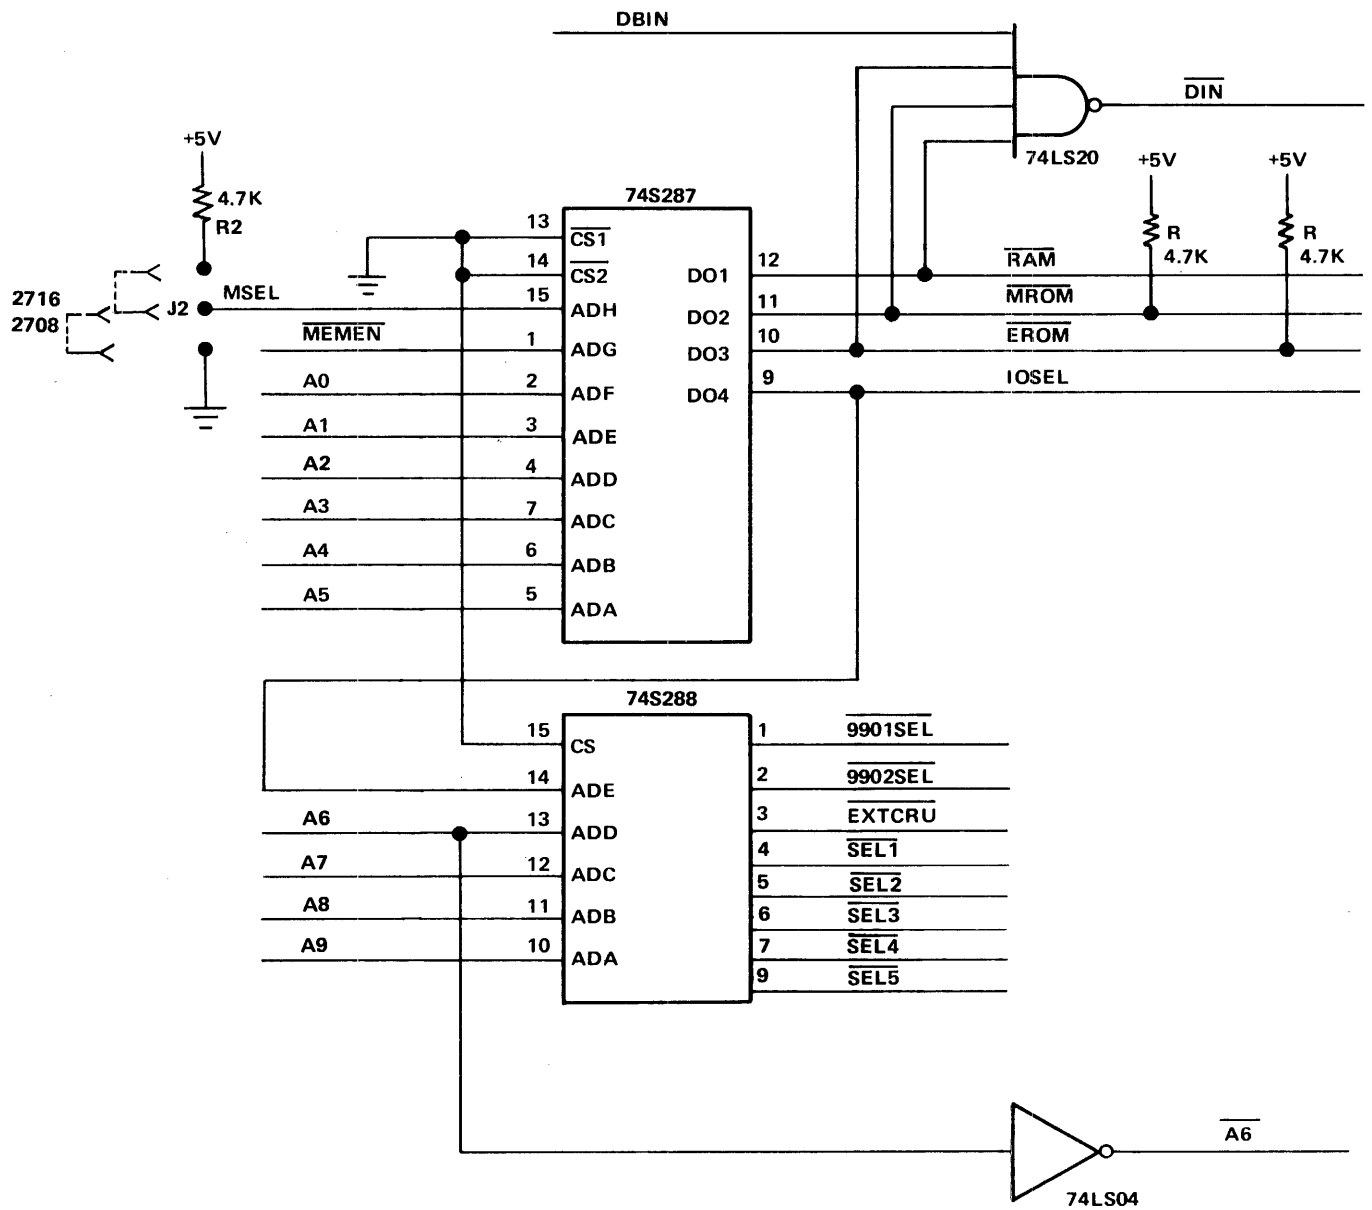 DBIN
DIN
74LS20
+5V
4.7K
R2
2716
2708
J2
MSEL
MEMEN
A0
A1
A2
A3
A4
A5
74S287
13 CS1
14 CS2
15 ADH
1 ADG
2 ADF
3 ADE
4 ADD
7 ADC
6 ADB
5 ADA
DO1 12 RAM
DO2 11 MROM
DO3 10 EROM
DO4 9 IOSEL
+5V
R
4.7K
+5V
R
4.7K
74S288
15 CS
14 ADE
A6 13 ADD
A7 12 ADC
A8 11 ADB
A9 10 ADA
1 9901SEL
2 9902SEL
3 EXTCRU
4 SEL1
5 SEL2
6 SEL3
7 SEL4
9 SEL5
A6
74LS04